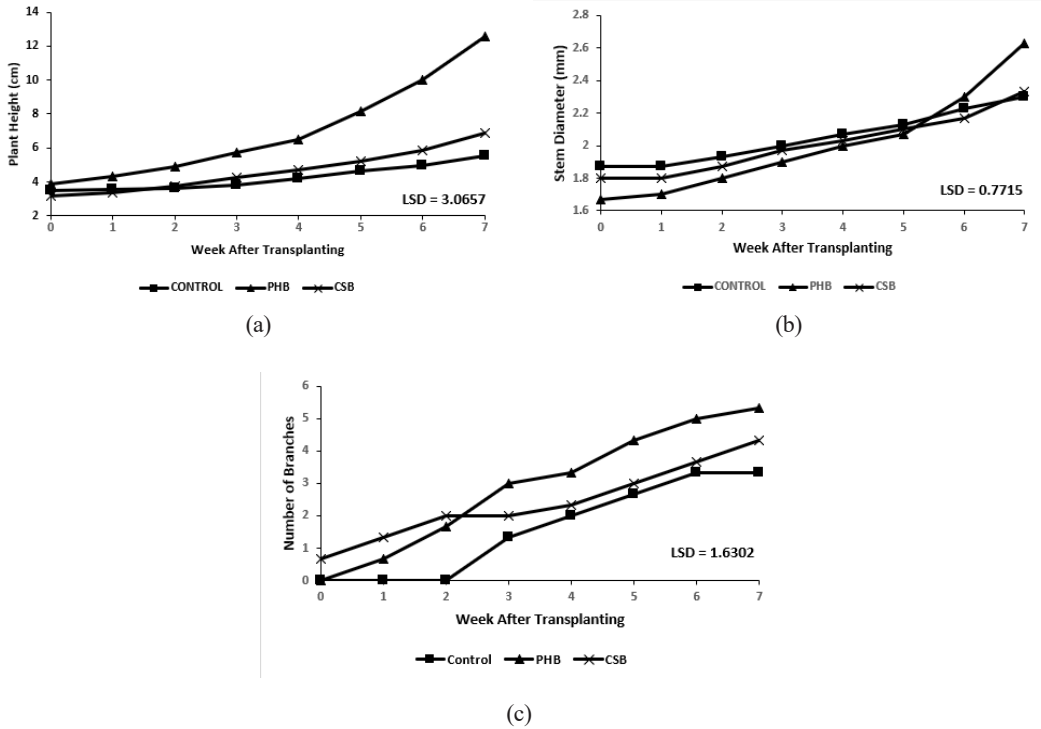 14
12
10
8
6
4
2
Plant Height (cm)
LSD = 3.0657
0 1 2 3 4 5 6 7
Week After Transplanting
CONTROL PHB CSB
(a)
2.8
2.6
2.4
2.2
2
1.8
1.6
Stem Diameter (mm)
LSD = 0.7715
0 1 2 3 4 5 6 7
Week After Transplanting
CONTROL PHB CSB
(b)
6
5
4
3
2
1
0
Number of Branches
LSD = 1.6302
0 1 2 3 4 5 6 7
Week After Transplanting
Control PHB CSB
(c)